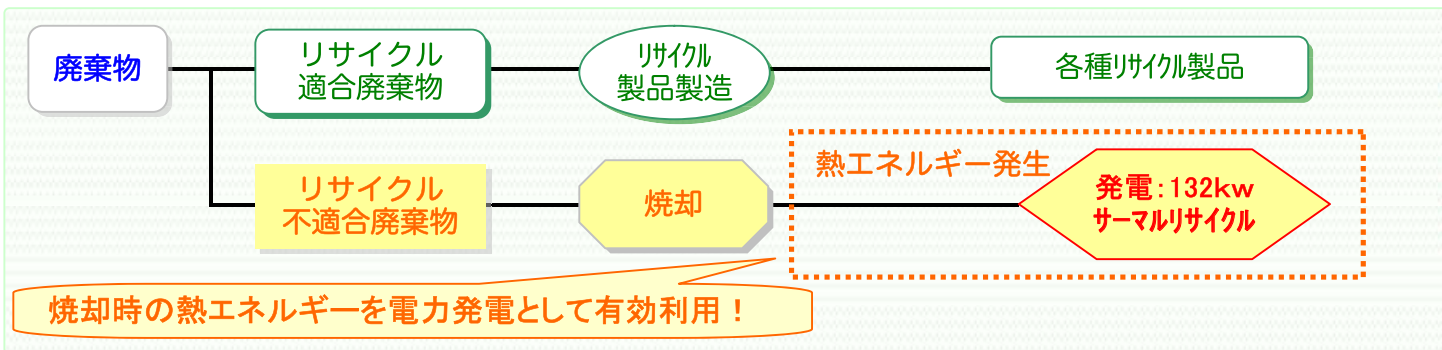 廃棄物
リサイクル
適合廃棄物
ﾘｻｲｸﾙ
製品製造
各種ﾘｻｲｸﾙ製品
リサイクル
不適合廃棄物
焼却
熱エネルギー発生
発電：132kw
ｻｰﾏﾙﾘｻｲｸﾙ
焼却時の熱エネルギーを電力発電として有効利用！